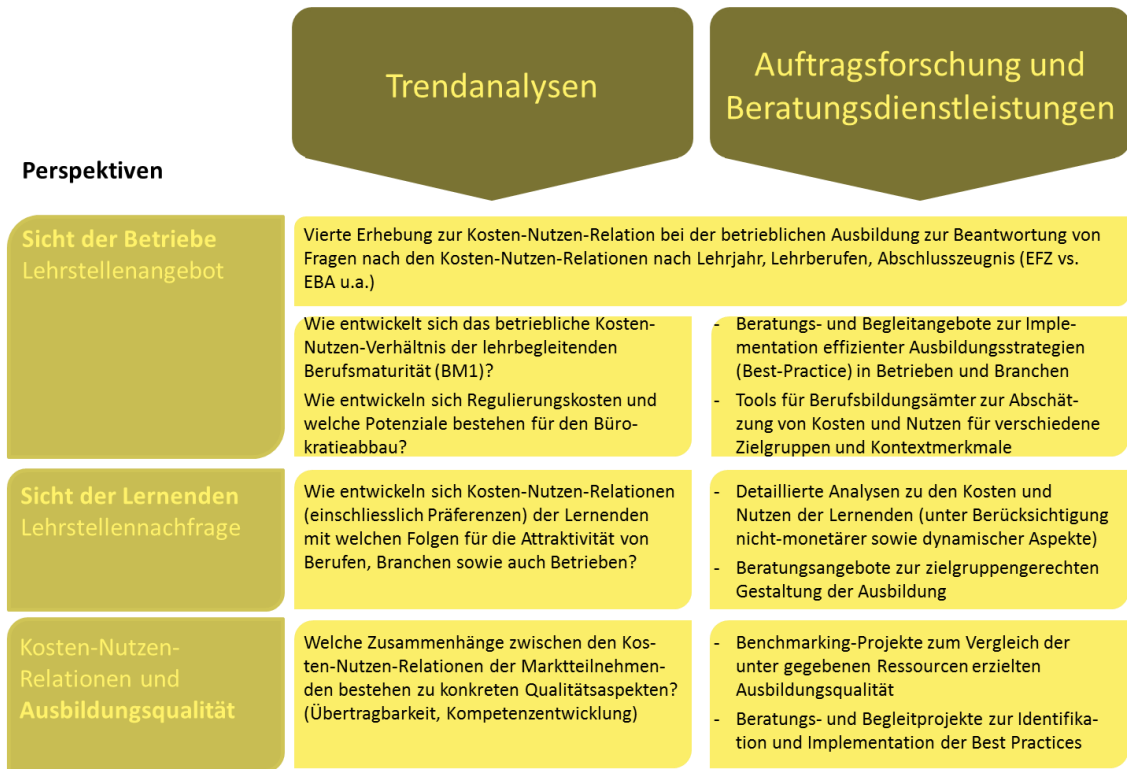 Trendanalysen
Auftragsforschung und
Beratungsdienstleistungen
Perspektiven
Sicht der Betriebe
Lehrstellenangebot
Vierte Erhebung zur Kosten-Nutzen-Relation bei der betrieblichen Ausbildung zur Beantwortung von
Fragen nach den Kosten-Nutzen-Relationen nach Lehrjahr, Lehrberufen, Abschlusszeugnis (EFZ vs.
EBA u.a.)
Wie entwickelt sich das betriebliche Kosten-
Nutzen-Verhältnis der lehrbegleitenden
Berufsmaturität (BM1)?
Wie entwickeln sich Regulierungskosten und
welche Potenziale bestehen für den Büro-
kratieabbau?
- Beratungs- und Begleitangebote zur Imple-
mentation effizienter Ausbildungsstrategien
(Best-Practice) in Betrieben und Branchen
- Tools für Berufsbildungsämter zur Abschät-
zung von Kosten und Nutzen für verschiedene
Zielgruppen und Kontextmerkmale
Sicht der Lernenden
Lehrstellennachfrage
Wie entwickeln sich Kosten-Nutzen-Relationen
(einschliesslich Präferenzen) der Lernenden
mit welchen Folgen für die Attraktivität von
Berufen, Branchen sowie auch Betrieben?
- Detaillierte Analysen zu den Kosten und
Nutzen der Lernenden (unter Berücksichtigung
nicht-monetärer sowie dynamischer Aspekte)
- Beratungsangebote zur zielgruppengerechten
Gestaltung der Ausbildung
Kosten-Nutzen-
Relationen und
Ausbildungsqualität
Welche Zusammenhänge zwischen den Kos-
ten-Nutzen-Relationen der Marktteilnehmen-
den bestehen zu konkreten Qualitätsaspekten?
(Übertragbarkeit, Kompetenzentwicklung)
- Benchmarking-Projekte zum Vergleich der
unter gegebenen Ressourcen erzielten
Ausbildungsqualität
- Beratungs- und Begleitprojekte zur Identifika-
tion und Implementation der Best Practices